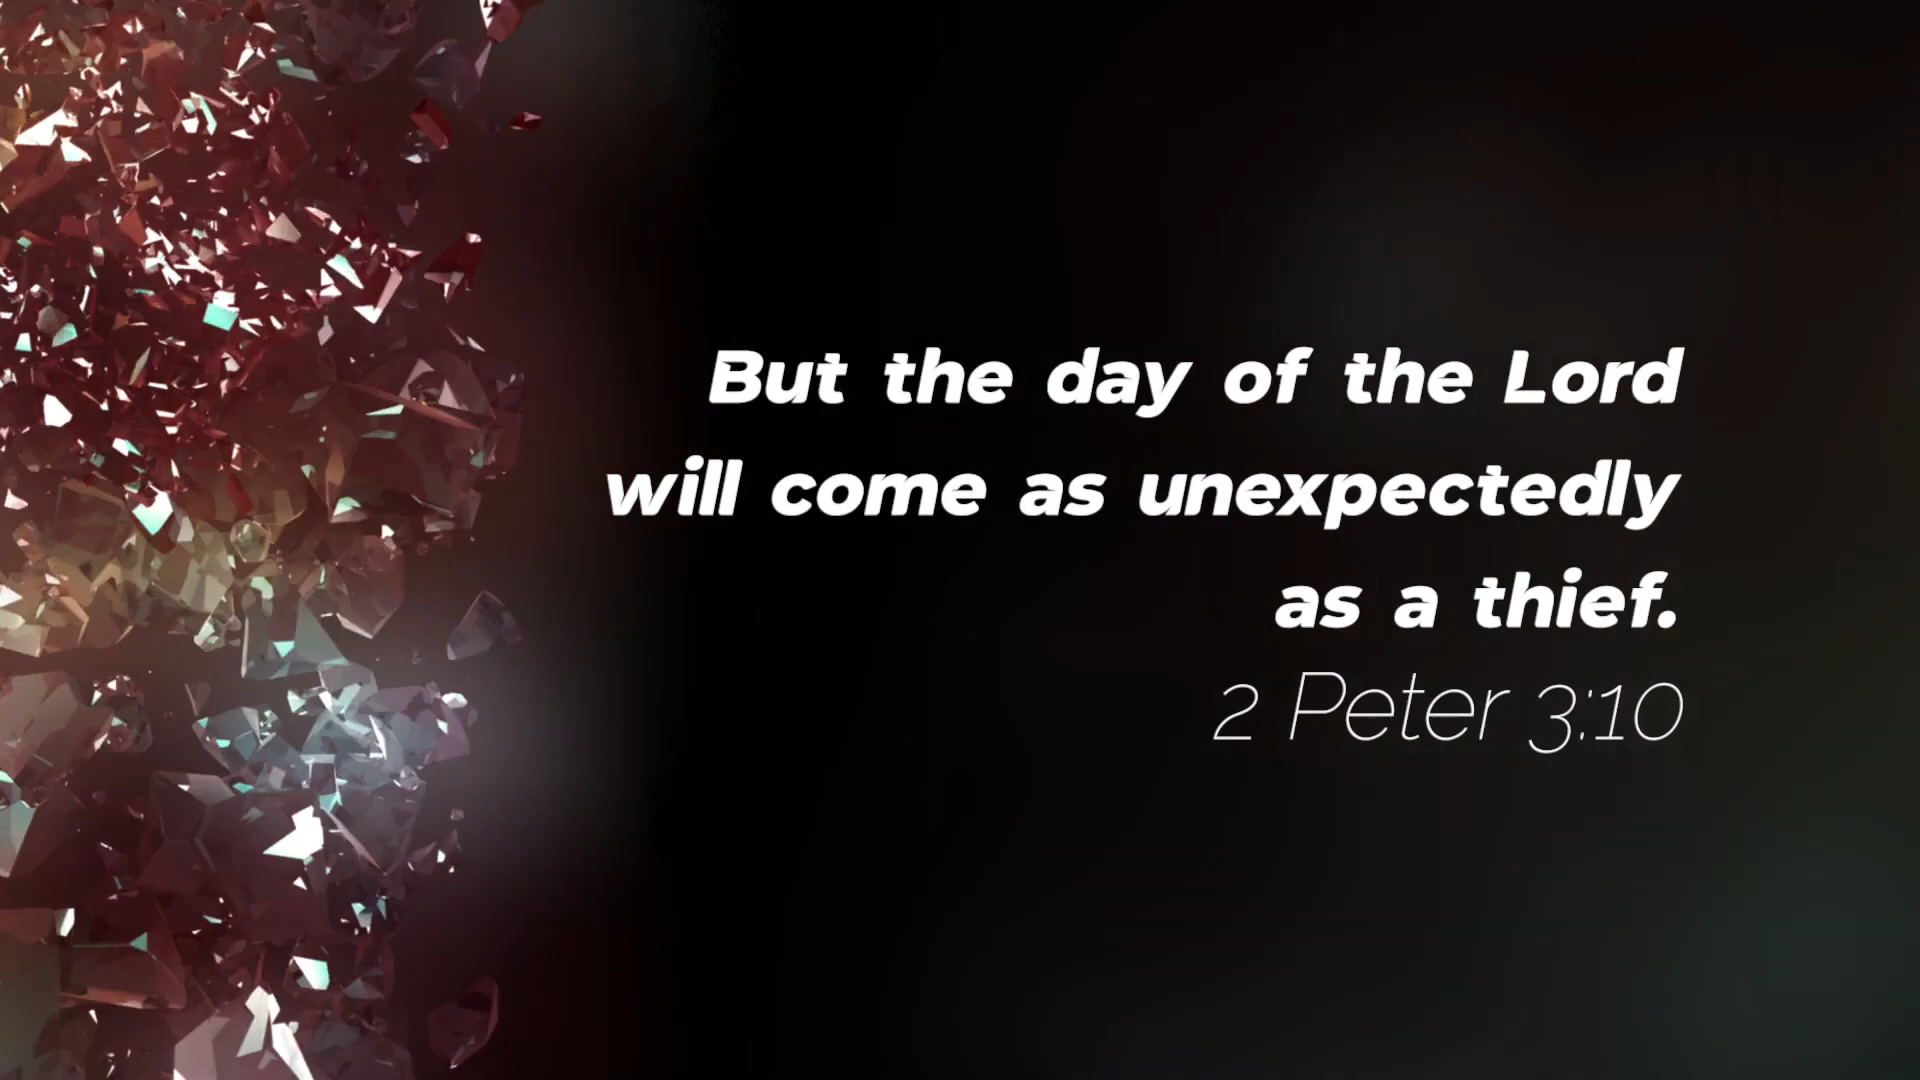 But the day of the Lord
will come as unexpectedly
as a thief.
2 Peter 3:10